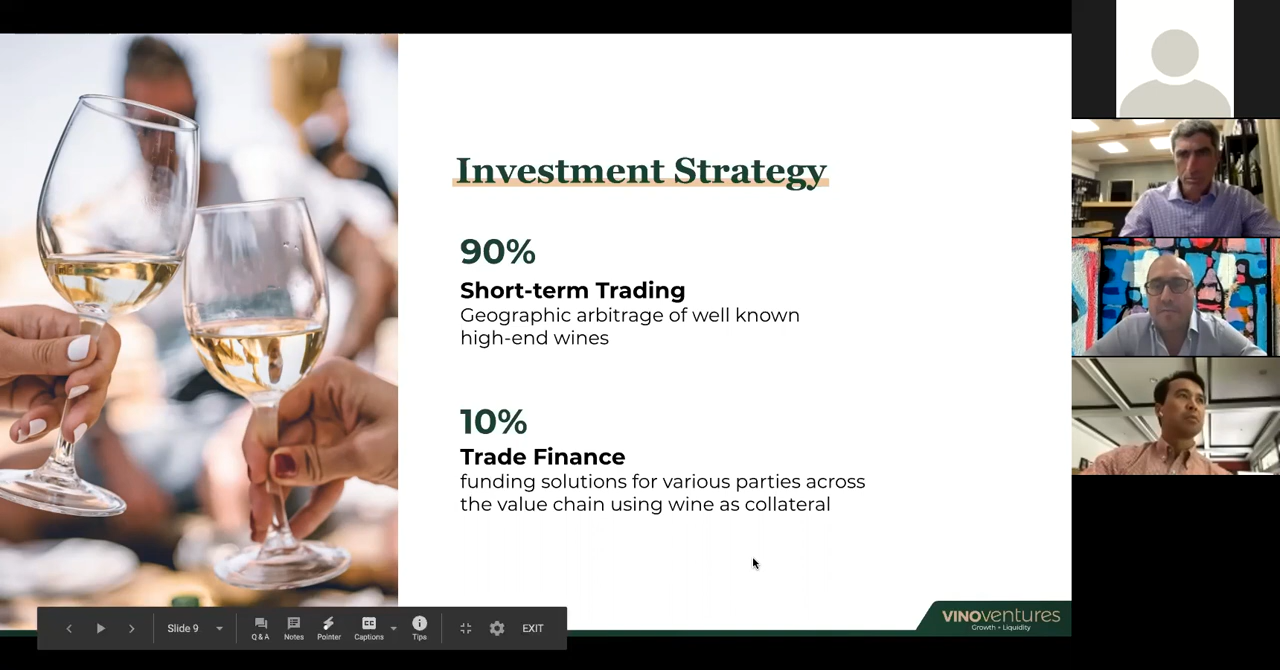 Investment Strategy
90%
Short-term Trading
Geographic arbitrage of well known
high-end wines
10%
Trade Finance
funding solutions for various parties across
the value chain using wine as collateral
Slide 9
Q & A
Notes
Pointer
Captions
Tips
EXIT
VINOVENTURES
Growth + Liquidity